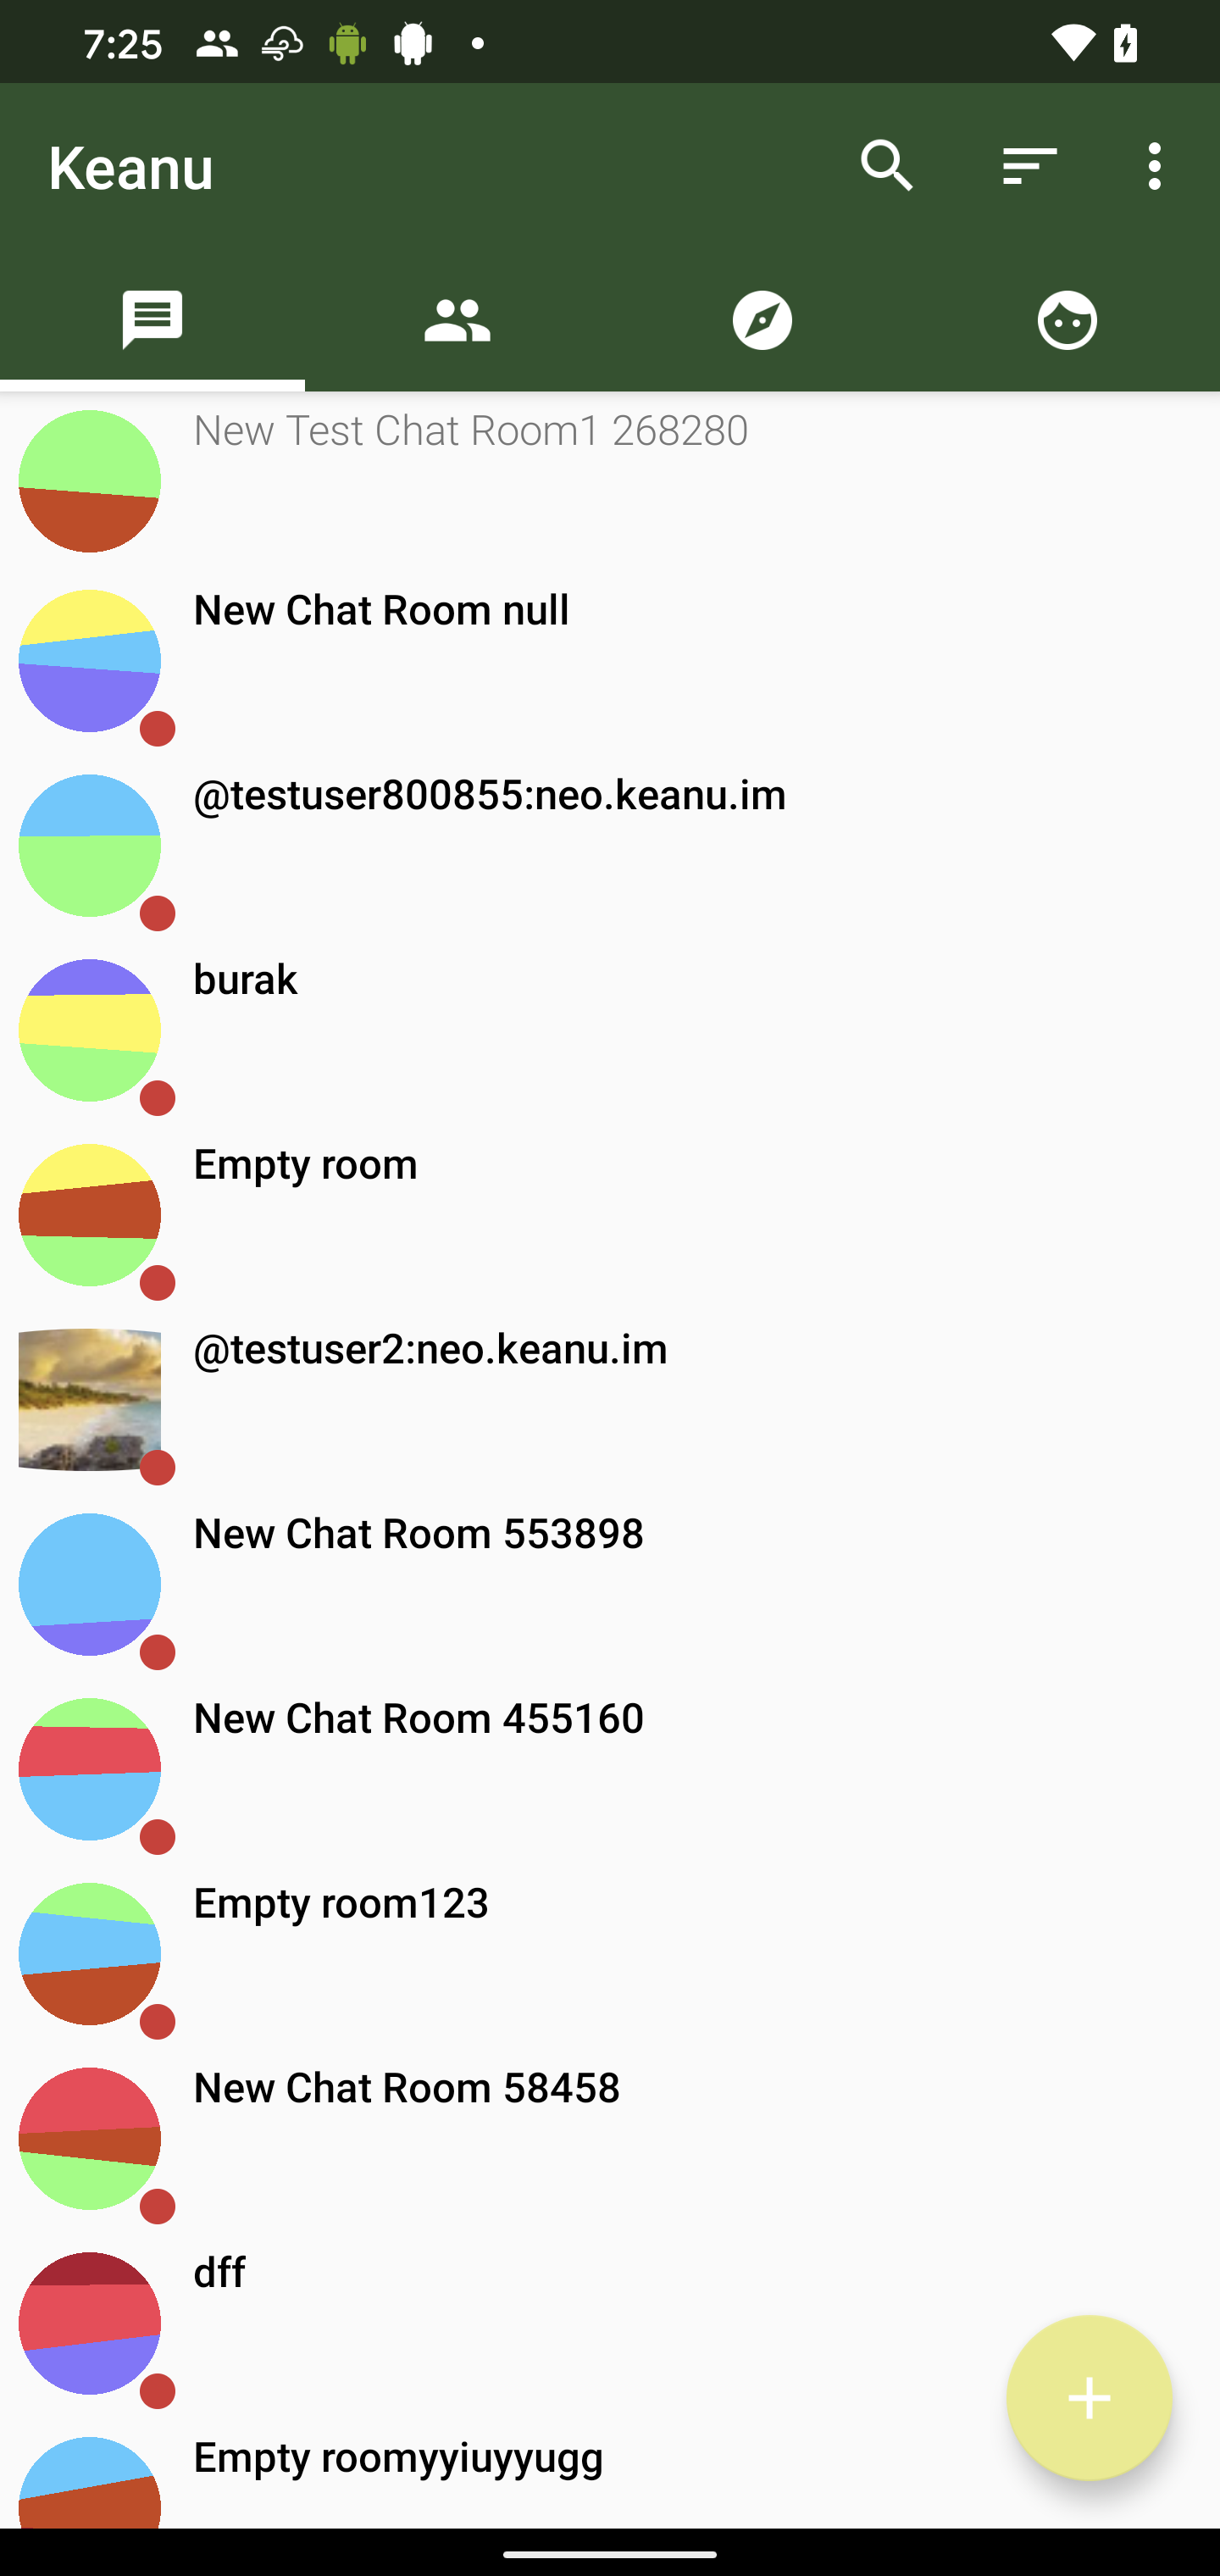 7:25
Keanu
New Test Chat Room1 268280
New Chat Room null
@testuser800855:neo.keanu.im
burak
Empty room
@testuser2:neo.keanu.im
New Chat Room 553898
New Chat Room 455160
Empty room123
New Chat Room 58458
dff
Empty roomyyiuyyugg